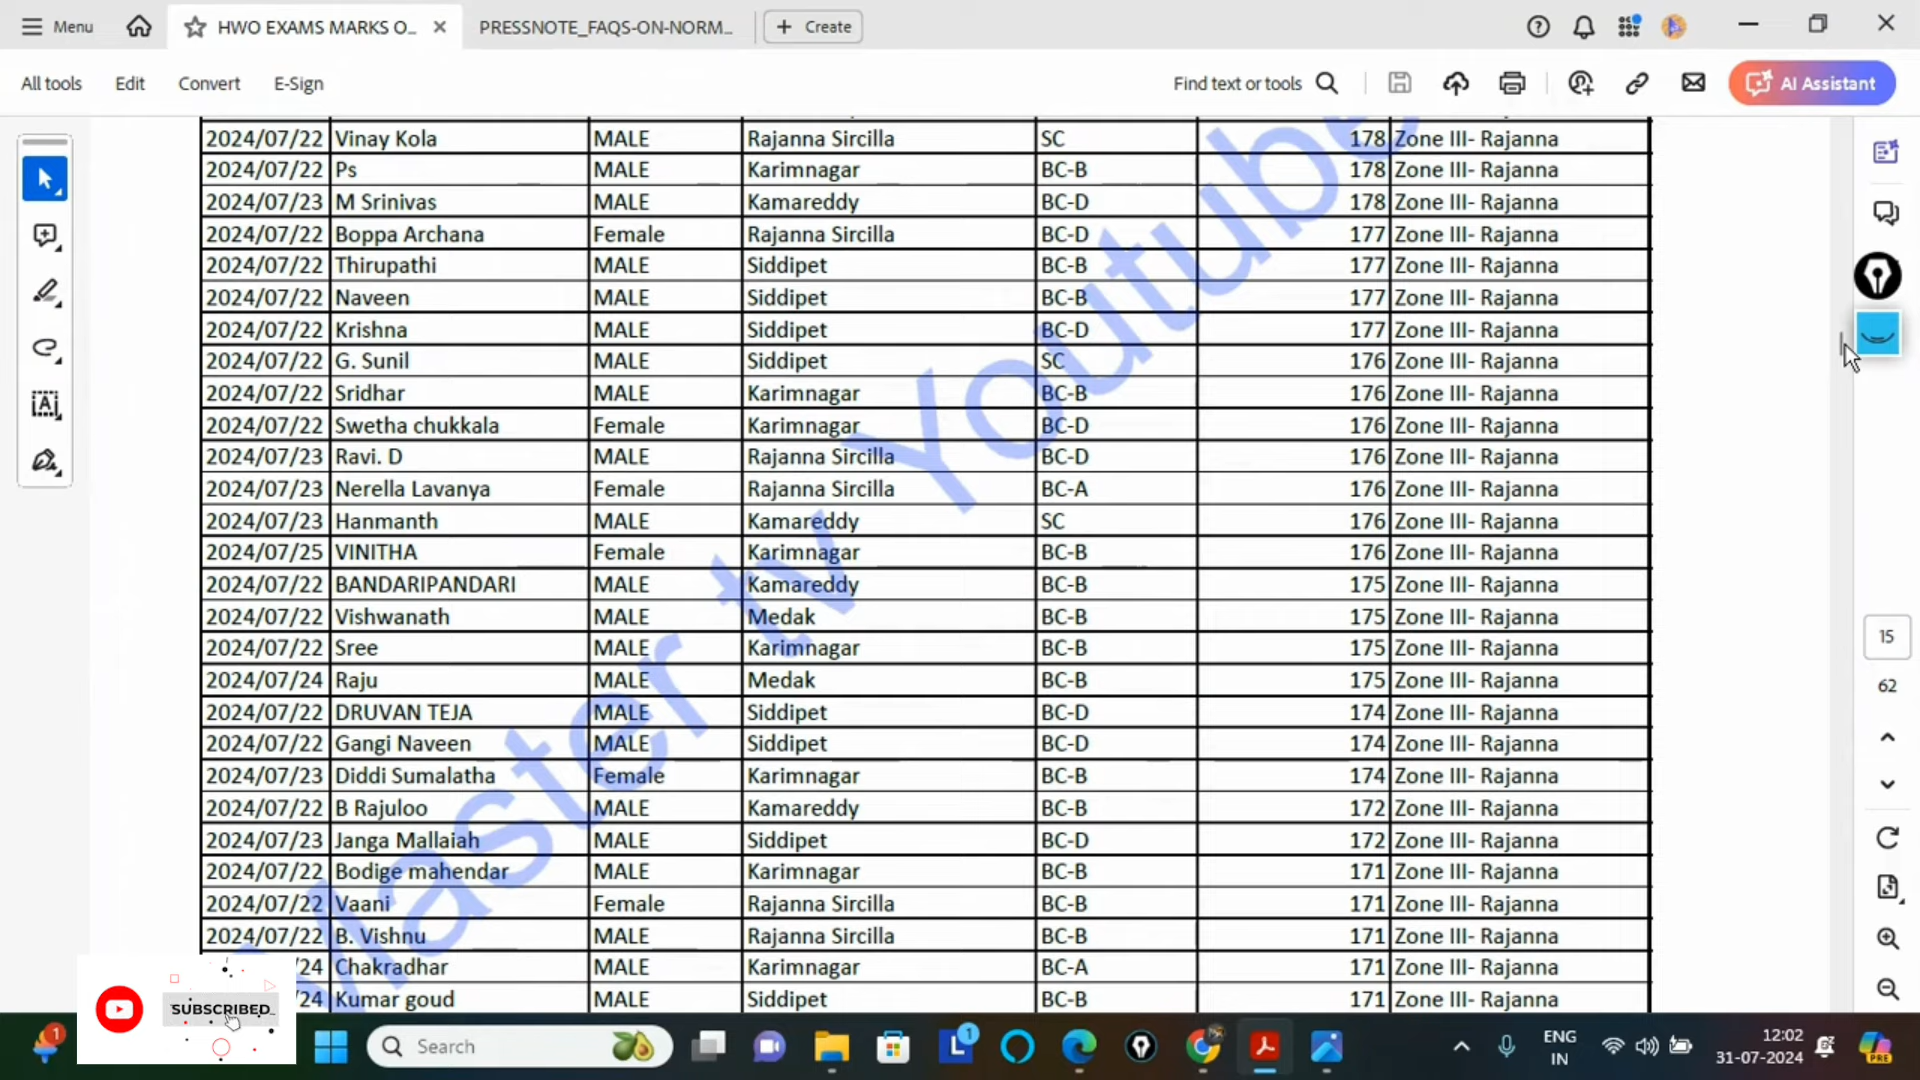 Menu HWO EXAMS MARKS O... PRESSNOTE_FAQS-ON-NORM... + Create
All tools Edit Convert E-Sign Find text or tools AI Assistant
2024/07/22 Vinay Kola MALE Rajanna Sircilla SC 178 Zone III- Rajanna
2024/07/22 Ps MALE Karimnagar BC-B 178 Zone III- Rajanna
2024/07/23 M Srinivas MALE Kamareddy BC-D 178 Zone III- Rajanna
2024/07/22 Boppa Archana Female Rajanna Sircilla BC-D 177 Zone III- Rajanna
2024/07/22 Thirupathi MALE Siddipet BC-B 177 Zone III- Rajanna
2024/07/22 Naveen MALE Siddipet BC-B 177 Zone III- Rajanna
2024/07/22 Krishna MALE Siddipet BC-D 177 Zone III- Rajanna
2024/07/22 G. Sunil MALE Siddipet SC 176 Zone III- Rajanna
2024/07/22 Sridhar MALE Karimnagar BC-B 176 Zone III- Rajanna
2024/07/22 Swetha chukkala Female Karimnagar BC-D 176 Zone III- Rajanna
2024/07/23 Ravi. D MALE Rajanna Sircilla BC-D 176 Zone III- Rajanna
2024/07/23 Nerella Lavanya Female Rajanna Sircilla BC-A 176 Zone III- Rajanna
2024/07/23 Hanmanth MALE Kamareddy SC 176 Zone III- Rajanna
2024/07/25 VINITHA Female Karimnagar BC-B 176 Zone III- Rajanna
2024/07/22 BANDARIPANDARI MALE Kamareddy BC-B 175 Zone III- Rajanna
2024/07/22 Vishwanath MALE Medak BC-B 175 Zone III- Rajanna
2024/07/22 Sree MALE Karimnagar BC-B 175 Zone III- Rajanna
2024/07/24 Raju MALE Medak BC-B 175 Zone III- Rajanna
2024/07/22 DRUVAN TEJA MALE Siddipet BC-D 174 Zone III- Rajanna
2024/07/22 Gangi Naveen MALE Siddipet BC-D 174 Zone III- Rajanna
2024/07/23 Diddi Sumalatha Female Karimnagar BC-B 174 Zone III- Rajanna
2024/07/22 B Rajuloo MALE Kamareddy BC-B 172 Zone III- Rajanna
2024/07/23 Janga Mallaiah MALE Siddipet BC-D 172 Zone III- Rajanna
2024/07/22 Bodige mahendar MALE Karimnagar BC-B 171 Zone III- Rajanna
2024/07/22 Vaani Female Rajanna Sircilla BC-B 171 Zone III- Rajanna
2024/07/22 B. Vishnu MALE Rajanna Sircilla BC-B 171 Zone III- Rajanna
/24 Chakradhar MALE Karimnagar BC-A 171 Zone III- Rajanna
/24 Kumar goud MALE Siddipet BC-B 171 Zone III- Rajanna
Master tv Youtube
15
62
SUBSCRIBED
1 Search 1 ENG IN 12:02 31-07-2024 PRE